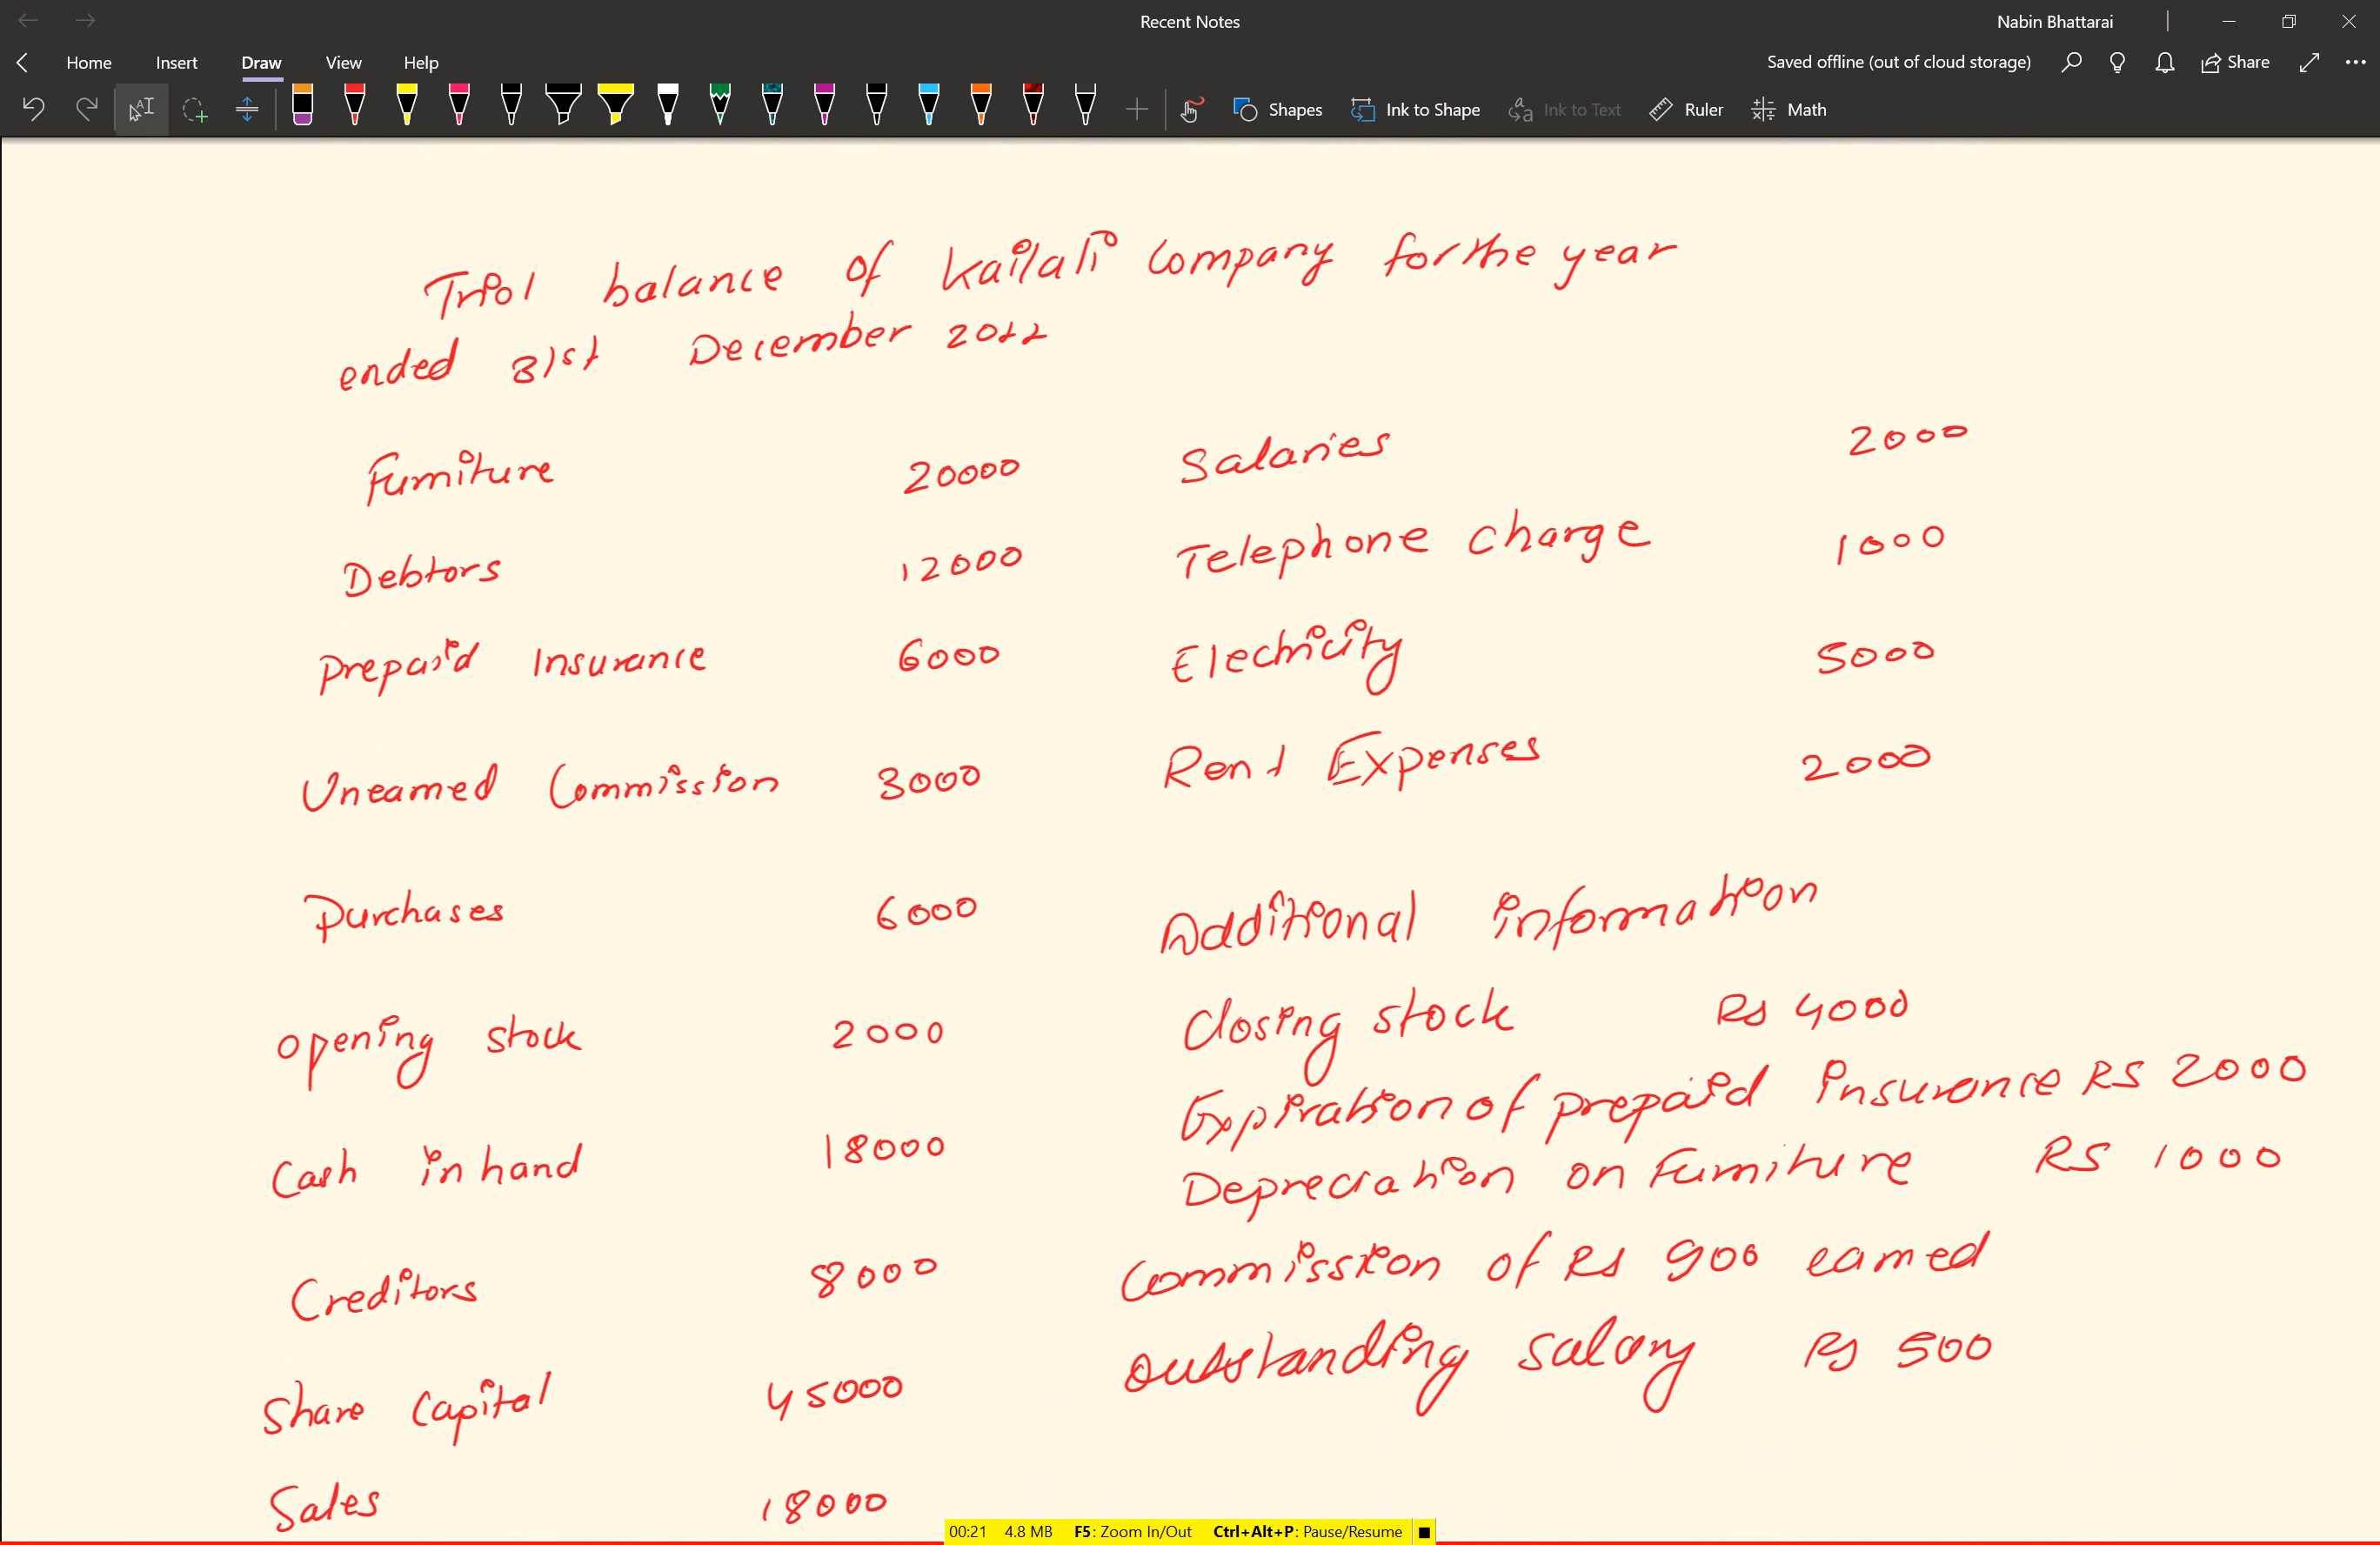 Recent Notes
Nabin Bhattarai
Home Insert Draw View Help
Saved offline (out of cloud storage)
Share
Shapes
Ink to Shape
Ink to Text
Ruler
Math
Trial balance of Kailali Company for the year
ended 31st December 2022
Furniture 20000
Debtors 12000
Prepaid Insurance 6000
Unearned Commission 3000
Purchases 6000
Opening stock 2000
Cash in hand 18000
Creditors 8000
Share Capital 45000
Sales 18000
Salaries 2000
Telephone charge 1000
Electricity 5000
Rent Expenses 2000
Additional information
Closing stock Rs 4000
Expiration of prepaid insurance RS 2000
Depreciation on Furniture RS 1000
Commission of Rs 900 earned
Outstanding salary Rs 500
00:21 4.8 MB F5: Zoom In/Out Ctrl+Alt+P: Pause/Resume